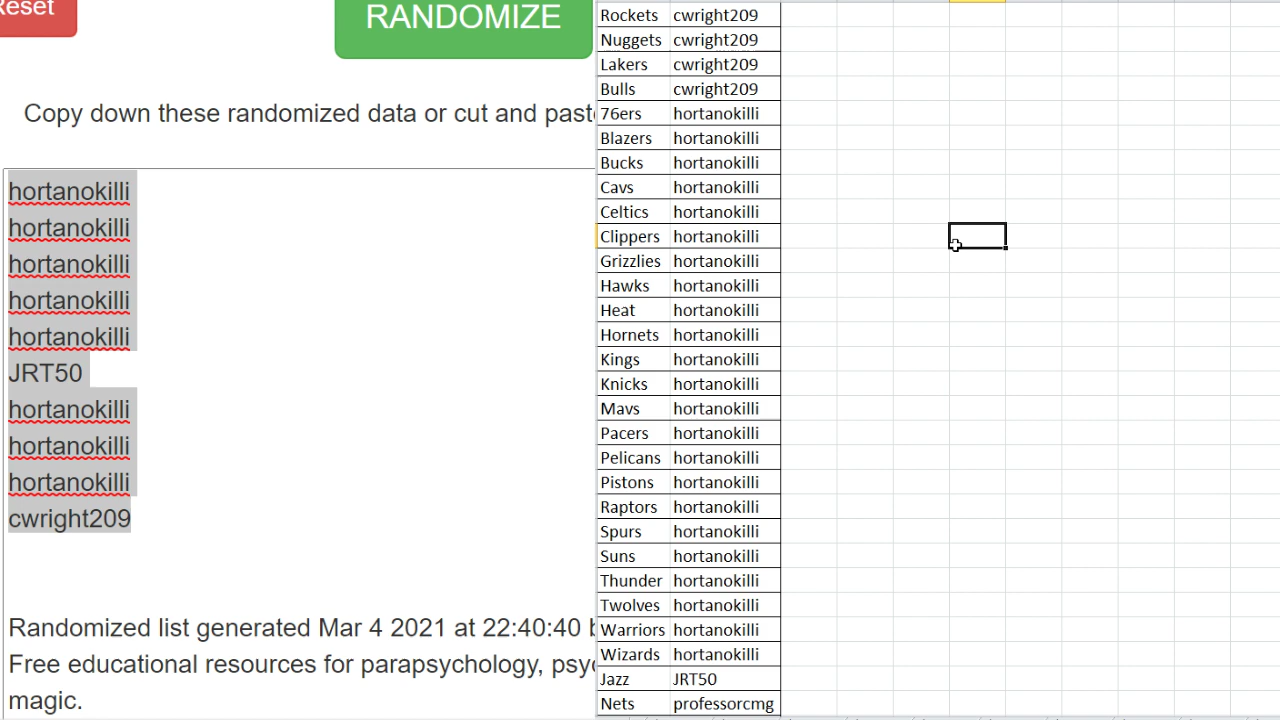 Reset
RANDOMIZE
Copy down these randomized data or cut and past
hortanokilli
hortanokilli
hortanokilli
hortanokilli
hortanokilli
JRT50
hortanokilli
hortanokilli
hortanokilli
cwright209
Randomized list generated Mar 4 2021 at 22:40:40
Free educational resources for parapsychology,
magic.
Rockets cwright209
Nuggets cwright209
Lakers cwright209
Bulls cwright209
76ers hortanokilli
Blazers hortanokilli
Bucks hortanokilli
Cavs hortanokilli
Celtics hortanokilli
Clippers hortanokilli
Grizzlies hortanokilli
Hawks hortanokilli
Heat hortanokilli
Hornets hortanokilli
Kings hortanokilli
Knicks hortanokilli
Mavs hortanokilli
Pacers hortanokilli
Pelicans hortanokilli
Pistons hortanokilli
Raptors hortanokilli
Spurs hortanokilli
Suns hortanokilli
Thunder hortanokilli
Twolves hortanokilli
Warriors hortanokilli
Wizards hortanokilli
Jazz JRT50
Nets professorcmg